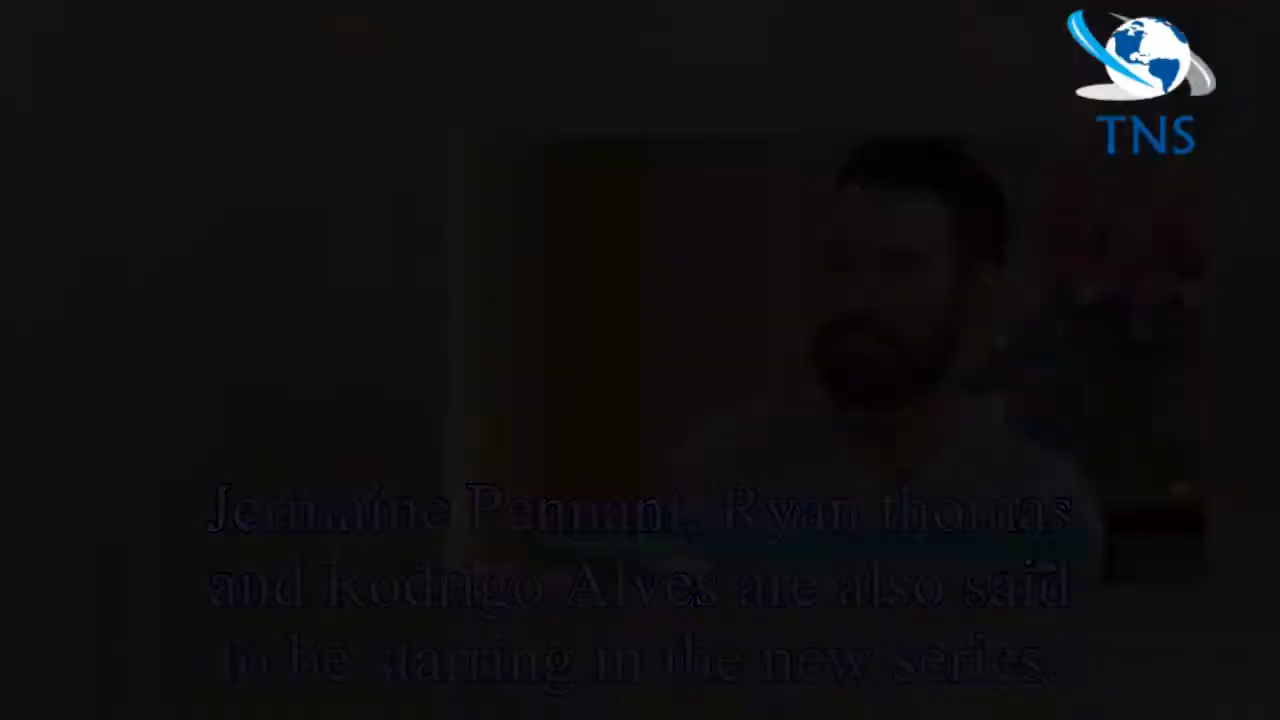 TNS
Jermaine Pennant, Ryan thomas
and Rodrigo Alves are also said
to be starring in the new series.